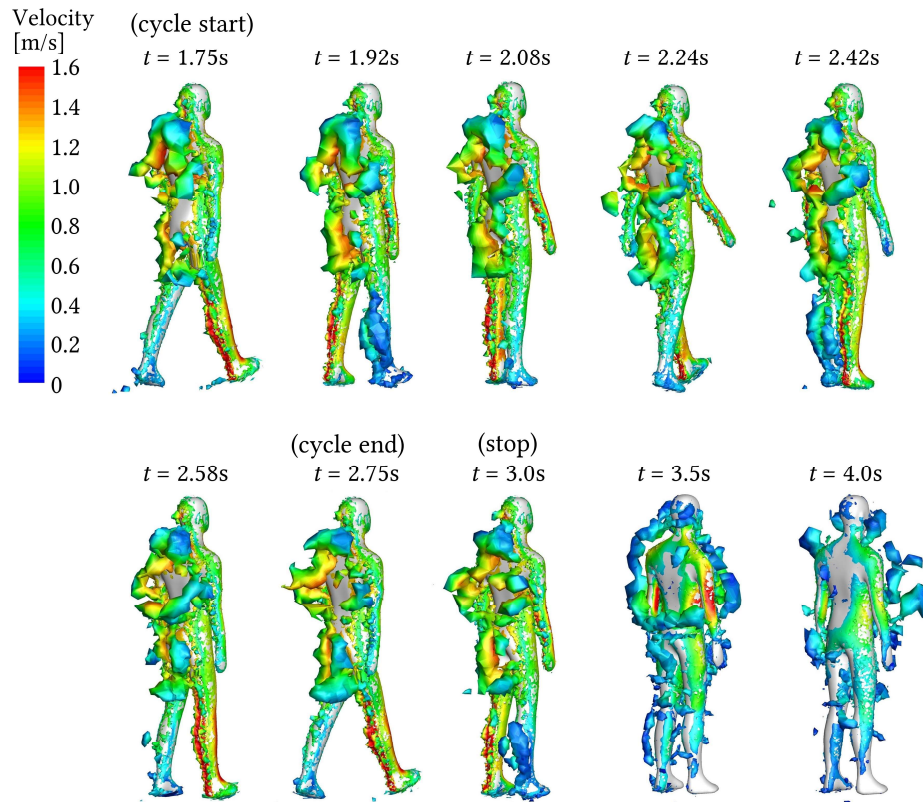 Velocity
[m/s]
(cycle start)
t = 1.75s
t = 1.92s
t = 2.08s
t = 2.24s
t = 2.42s
1.6
1.4
1.2
1.0
0.8
0.6
0.4
0.2
0
(cycle end)
(stop)
t = 2.58s
t = 2.75s
t = 3.0s
t = 3.5s
t = 4.0s